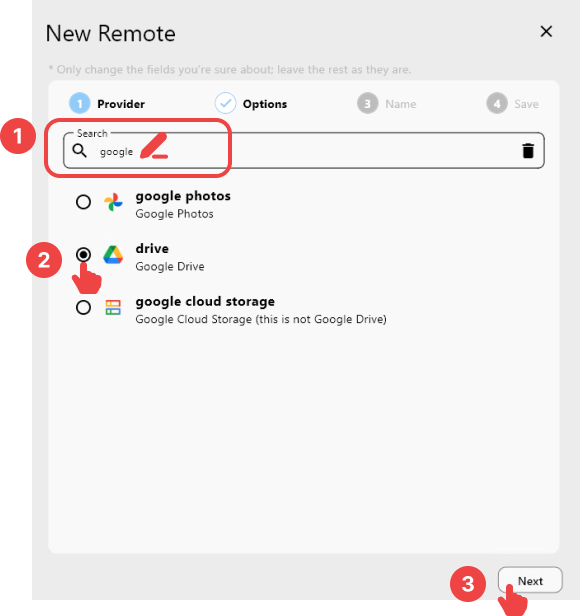 New Remote
* Only change the fields you're sure about; leave the rest as they are.
1 Provider Options 3 Name 4 Save
1
Search
google
google photos
Google Photos
2
drive
Google Drive
google cloud storage
Google Cloud Storage (this is not Google Drive)
3
Next